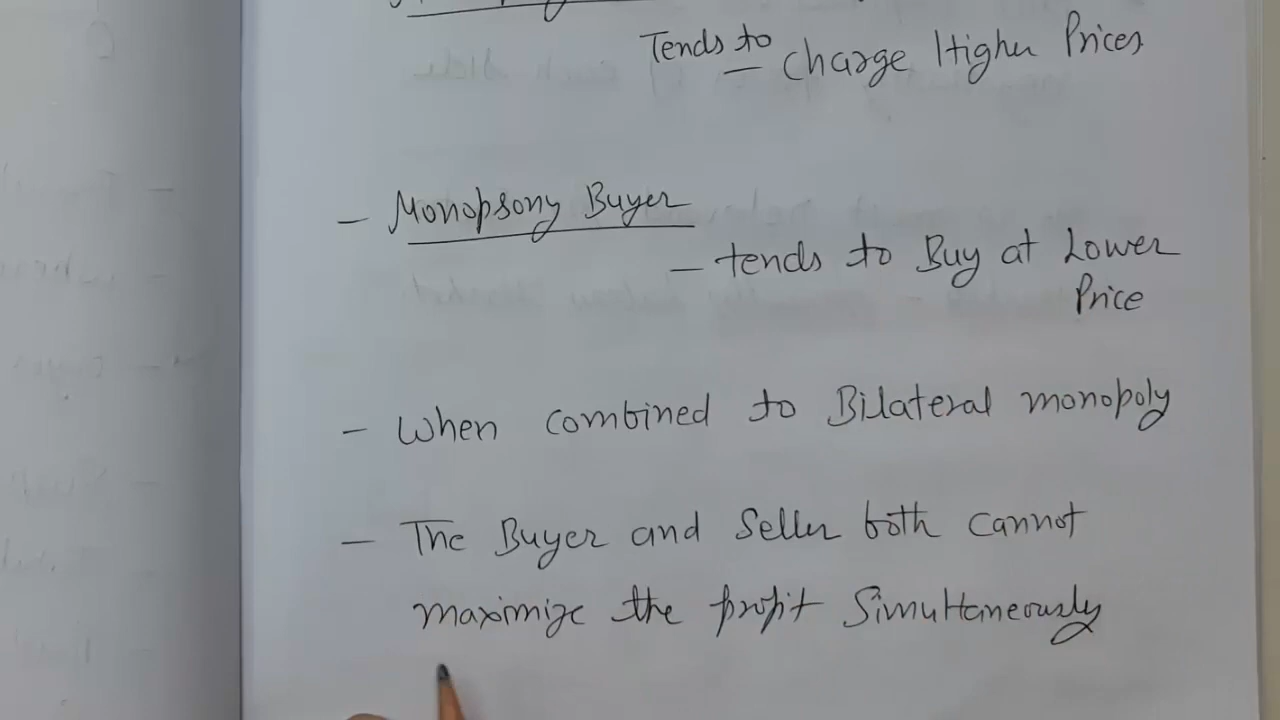 Tends to
— charge Higher Prices
— Monopsony Buyer
— tends to Buy at Lower
Price
— When combined to Bilateral monopoly
— The Buyer and Seller both cannot
maximize the profit Simultaneously